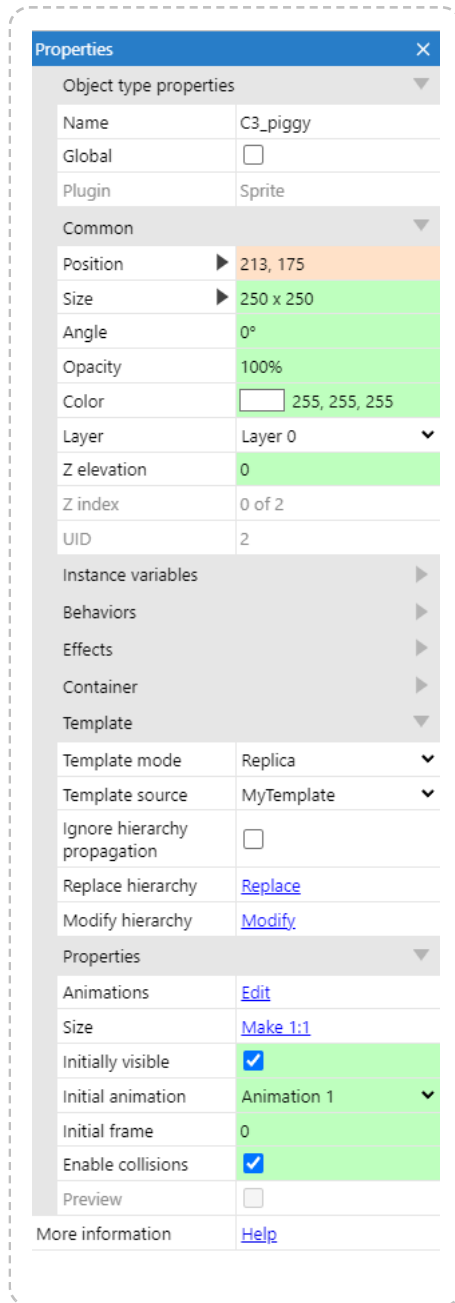 Properties
Object type properties
Name C3_piggy
Global
Plugin Sprite
Common
Position 213, 175
Size 250 x 250
Angle 0°
Opacity 100%
Color 255, 255, 255
Layer Layer 0
Z elevation 0
Z index 0 of 2
UID 2
Instance variables
Behaviors
Effects
Container
Template
Template mode Replica
Template source MyTemplate
Ignore hierarchy
propagation
Replace hierarchy Replace
Modify hierarchy Modify
Properties
Animations Edit
Size Make 1:1
Initially visible
Initial animation Animation 1
Initial frame 0
Enable collisions
Preview
More information Help